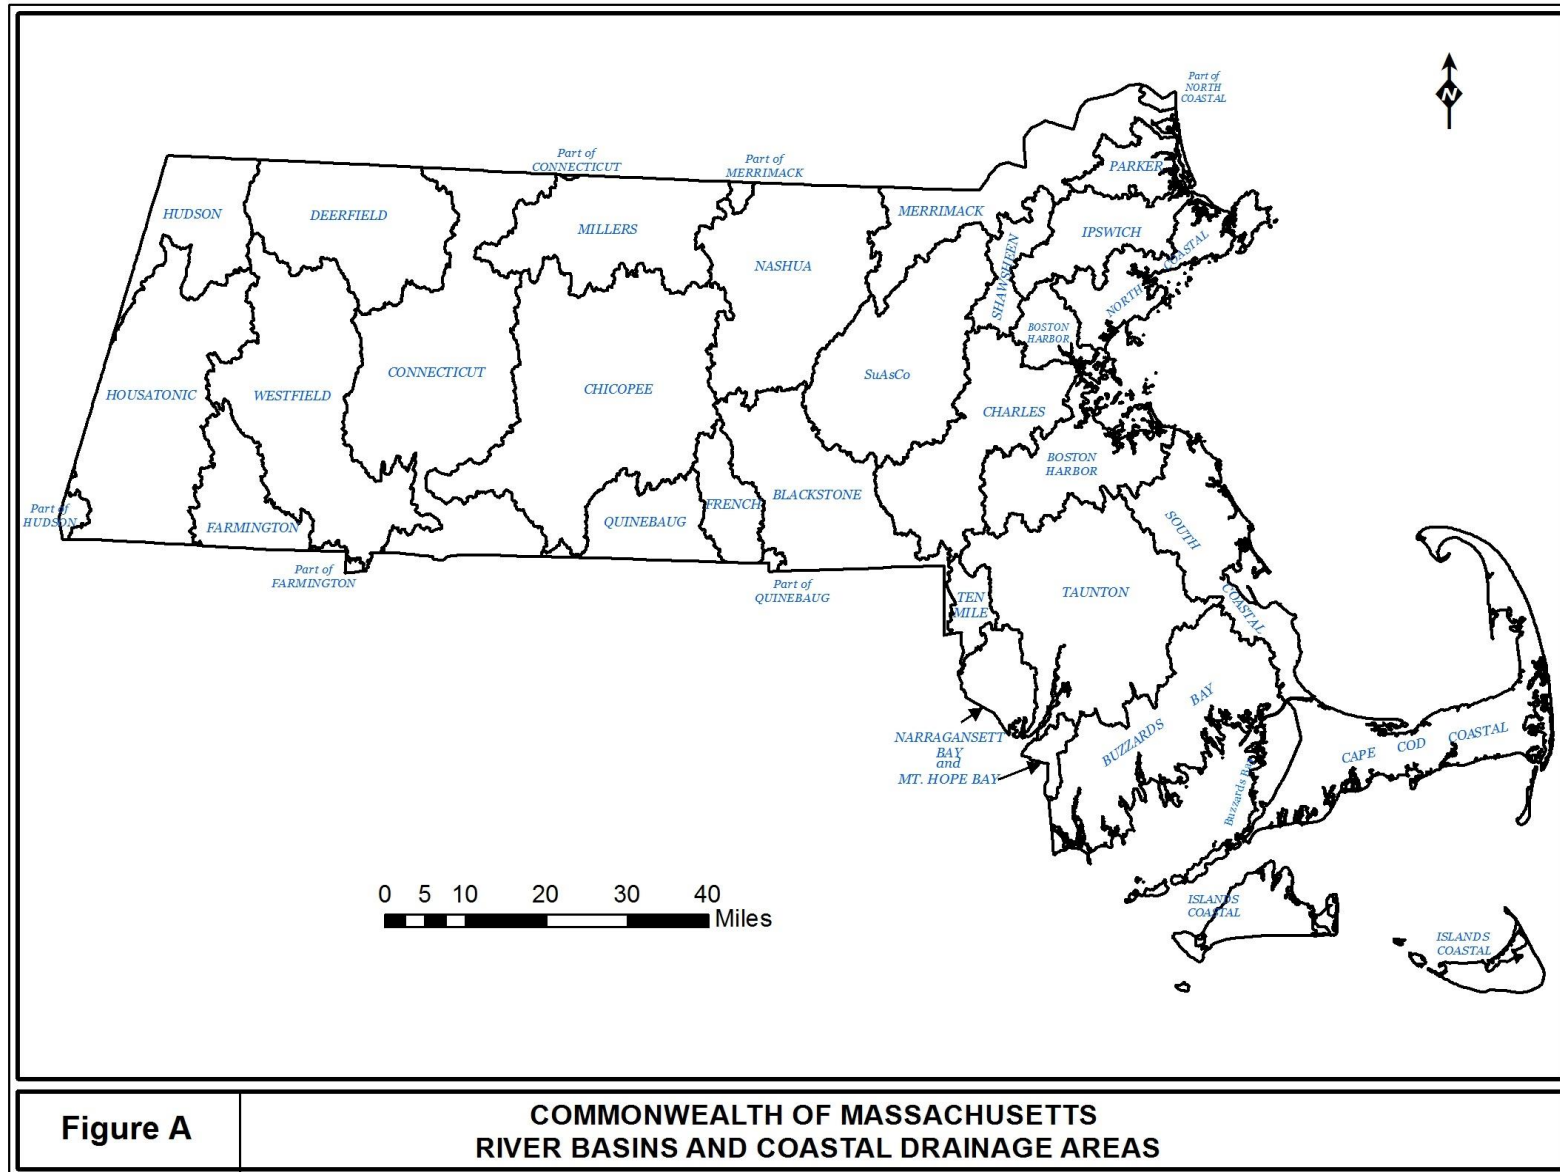 Part of
NORTH
COASTAL
N
Part of
CONNECTICUT
Part of
MERRIMACK
PARKER
HUDSON
DEERFIELD
MILLERS
MERRIMACK
IPSWICH
NASHUA
SHAWSHEEN
NORTH COASTAL
BOSTON
HARBOR
HOUSATONIC
WESTFIELD
CONNECTICUT
CHICOPEE
SuAsCo
CHARLES
BOSTON
HARBOR
Part of
HUDSON
FARMINGTON
QUINEBAUG
FRENCH
BLACKSTONE
SOUTH COASTAL
Part of
FARMINGTON
Part of
QUINEBAUG
TEN
MILE
TAUNTON
NARRAGANSETT
BAY
and
MT. HOPE BAY
BUZZARDS BAY
Buzzards Bay
CAPE COD COASTAL
0 5 10 20 30 40
Miles
ISLANDS
COASTAL
ISLANDS
COASTAL
Figure A
COMMONWEALTH OF MASSACHUSETTS
RIVER BASINS AND COASTAL DRAINAGE AREAS